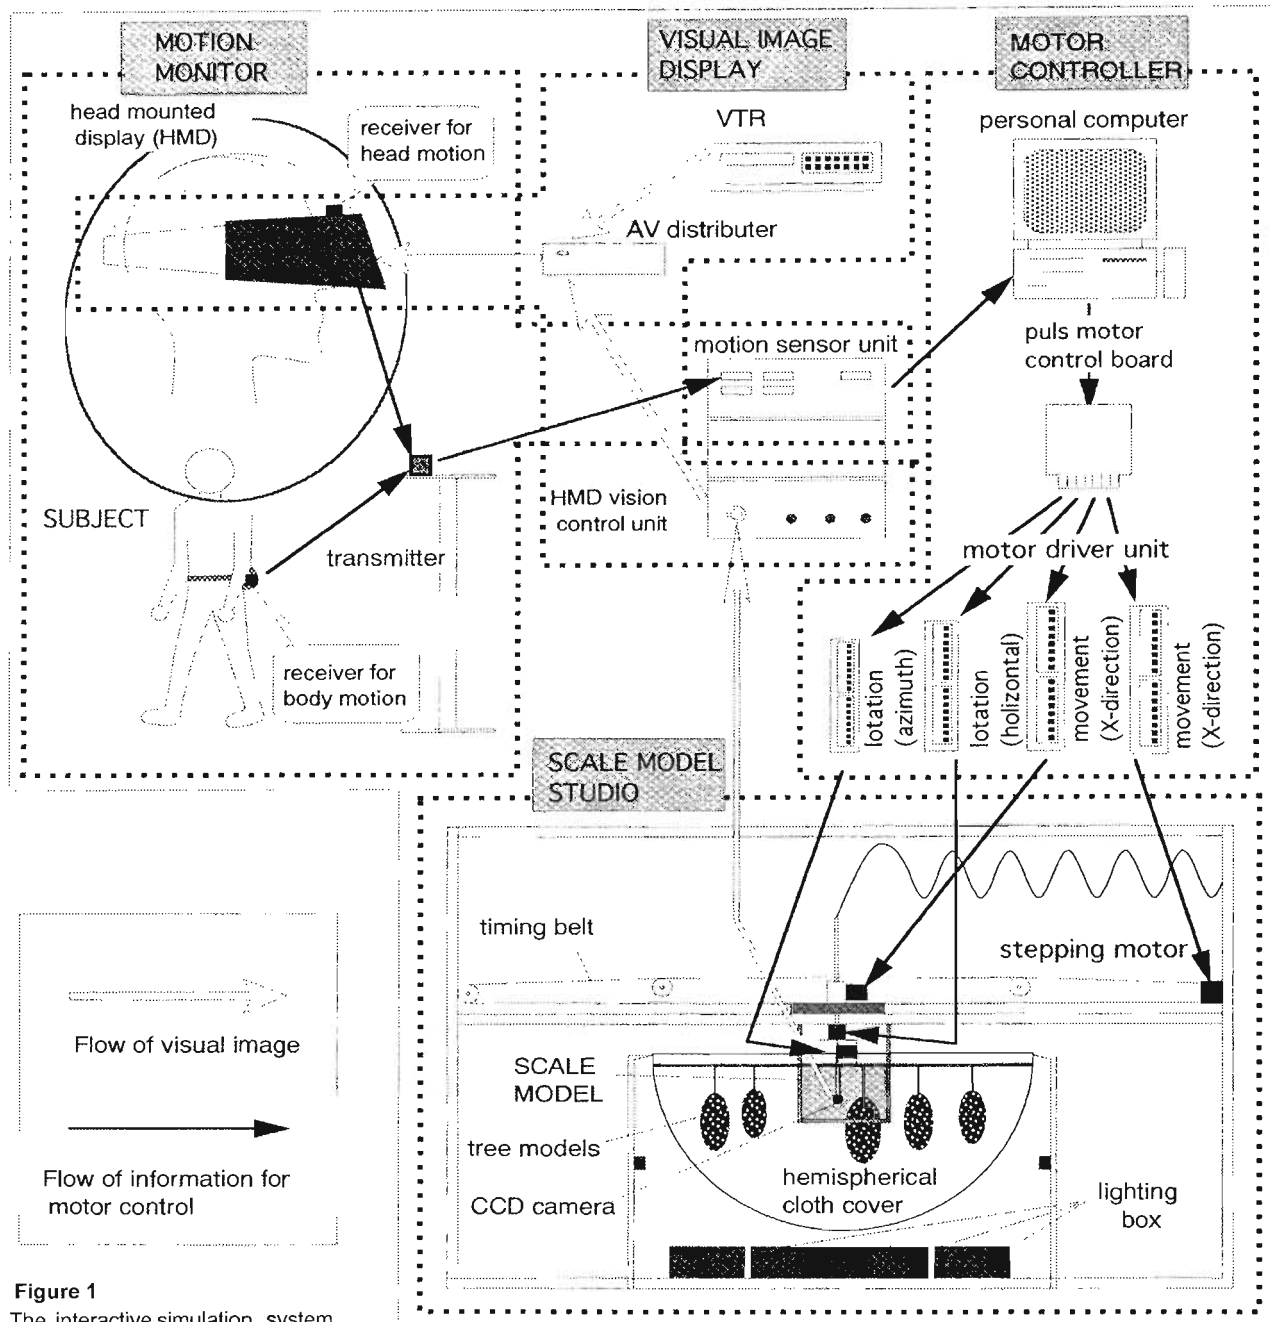 MOTION
MONITOR
VISUAL IMAGE
DISPLAY
MOTOR
CONTROLLER
head mounted
display (HMD)
receiver for
head motion
VTR
personal computer
AV distributer
motion sensor unit
puls motor
control board
SUBJECT
transmitter
HMD vision
control unit
motor driver unit
receiver for
body motion
lotation
(azimuth)
lotation
(holizontal)
movement
(X-direction)
movement
(X-direction)
SCALE MODEL
STUDIO
timing belt
stepping motor
Flow of visual image
SCALE
MODEL
tree models
CCD camera
hemispherical
cloth cover
lighting
box
Flow of information for
motor control
Figure 1
The interactive simulation system